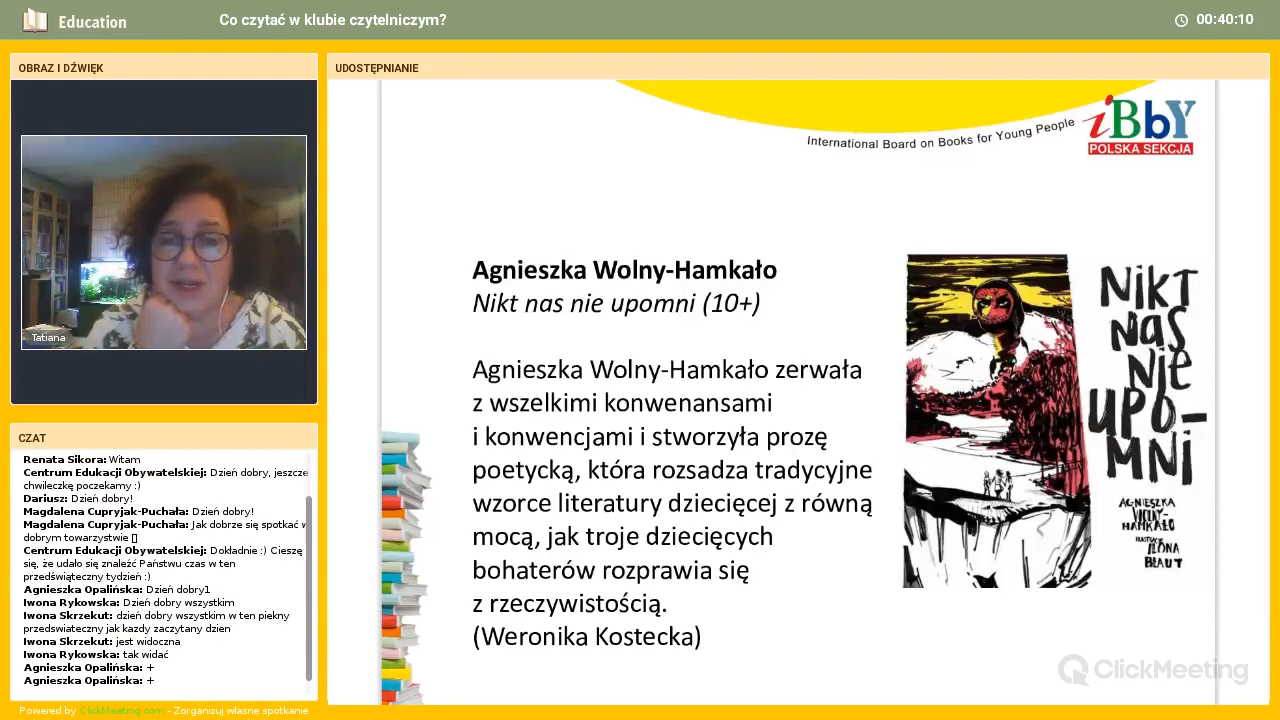 Education
Co czytać w klubie czytelniczym?
00:40:10
OBRAZ I DŹWIĘK
Tatiana
CZAT
Renata Sikora: Witam
Centrum Edukacji Obywatelskiej: Dzień dobry, jeszcze
chwileczkę poczekamy :)
Dariusz: Dzień dobry!
Magdalena Cupryjak-Puchała: Dzień dobry!
Magdalena Cupryjak-Puchała: Jak dobrze się spotkać w
dobrym towarzystwie []
Centrum Edukacji Obywatelskiej: Dokładnie :) Cieszę
się, że udało się znaleźć Państwu czas w ten
przedświąteczny tydzień :)
Agnieszka Opalińska: Dzień dobry1
Iwona Rykowska: Dzień dobry wszystkim
Iwona Skrzekut: dzień dobry wszystkim w ten piekny
przedswiateczny jak kazdy zaczytany dzien
Iwona Skrzekut: jest widoczna
Iwona Rykowska: tak widać
Agnieszka Opalińska: +
Agnieszka Opalińska: +
Powered by ClickMeeting.com - Zorganizuj własne spotkanie
UDOSTĘPNIANIE
International Board on Books for Young People
iBbY
POLSKA SEKCJA
Agnieszka Wolny-Hamkało
Nikt nas nie upomni (10+)
Agnieszka Wolny-Hamkało zerwała
z wszelkimi konwenansami
i konwencjami i stworzyła prozę
poetycką, która rozsadza tradycyjne
wzorce literatury dziecięcej z równą
mocą, jak troje dziecięcych
bohaterów rozprawia się
z rzeczywistością.
(Weronika Kostecka)
NIKT
NAS
NIE
UPO-
MNI
AGNIESZKA
WOLNY-
HAMKAŁO
ILONA
BŁAUT
ClickMeeting